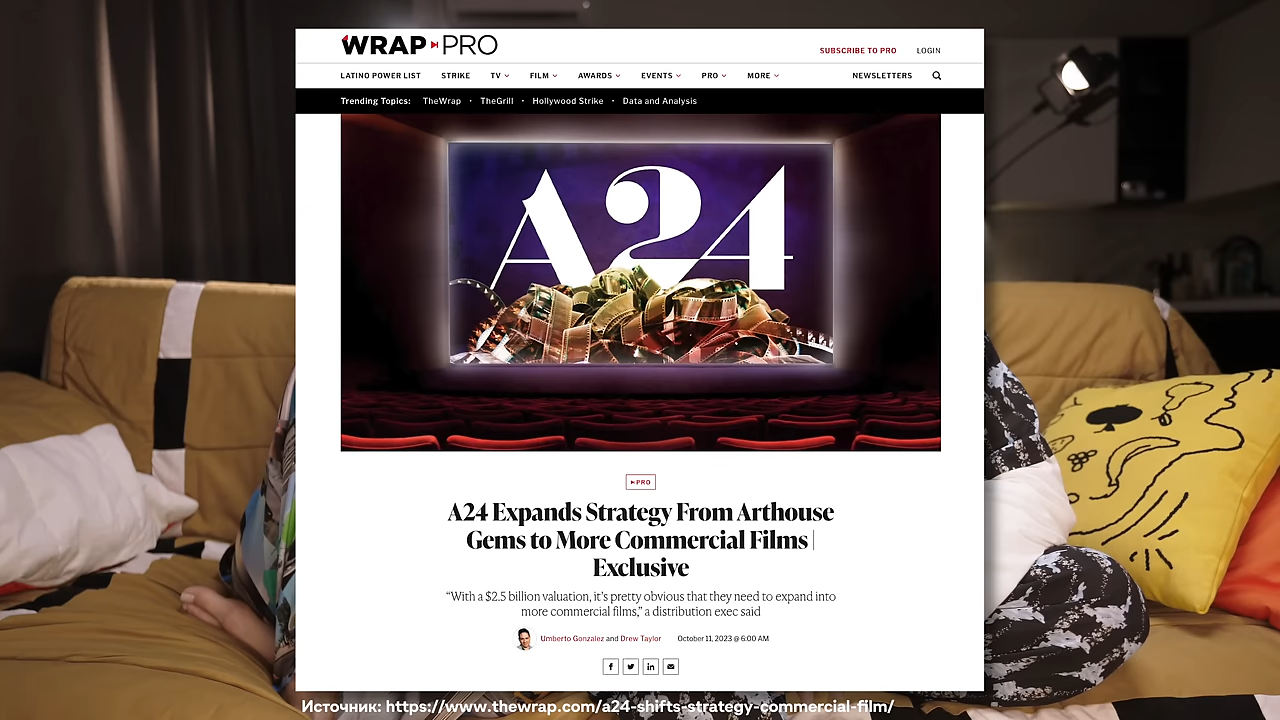 WRAP PRO
SUBSCRIBE TO PRO LOGIN
LATINO POWER LIST STRIKE TV FILM AWARDS EVENTS PRO MORE NEWSLETTERS
Trending Topics: TheWrap • TheGrill • Hollywood Strike • Data and Analysis
A24
PRO
A24 Expands Strategy From Arthouse
Gems to More Commercial Films |
Exclusive
“With a $2.5 billion valuation, it’s pretty obvious that they need to expand into
more commercial films,” a distribution exec said
Umberto Gonzalez and Drew Taylor October 11, 2023 @ 6:00 AM
Источник: https://www.thewrap.com/a24-shifts-strategy-commercial-film/